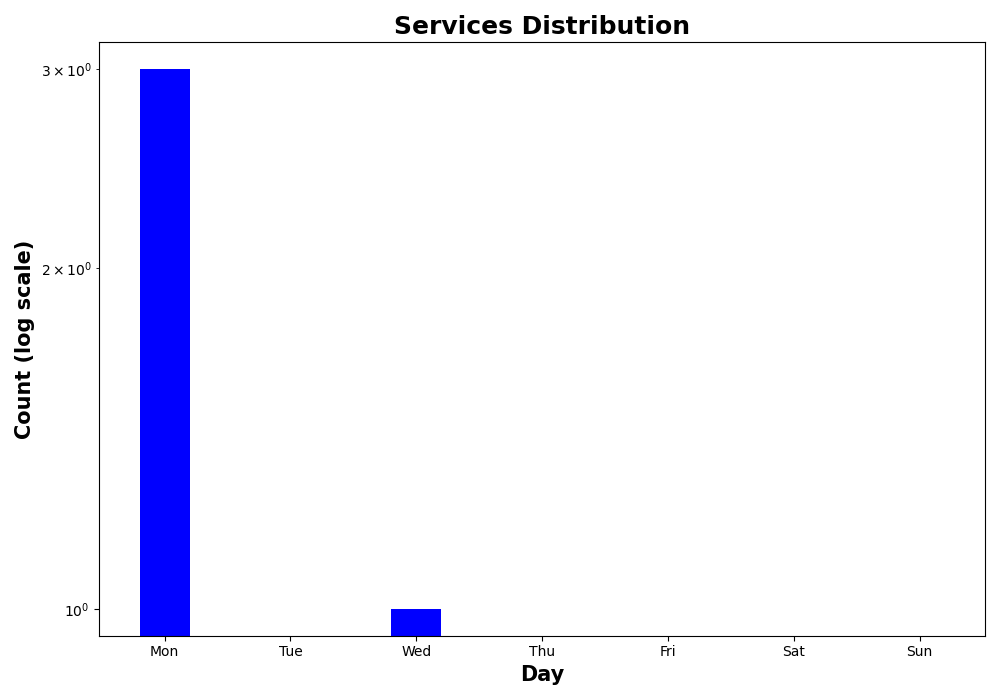 Services Distribution
3 × 10⁰
2 × 10⁰
10⁰
Count (log scale)
Mon Tue Wed Thu Fri Sat Sun
Day